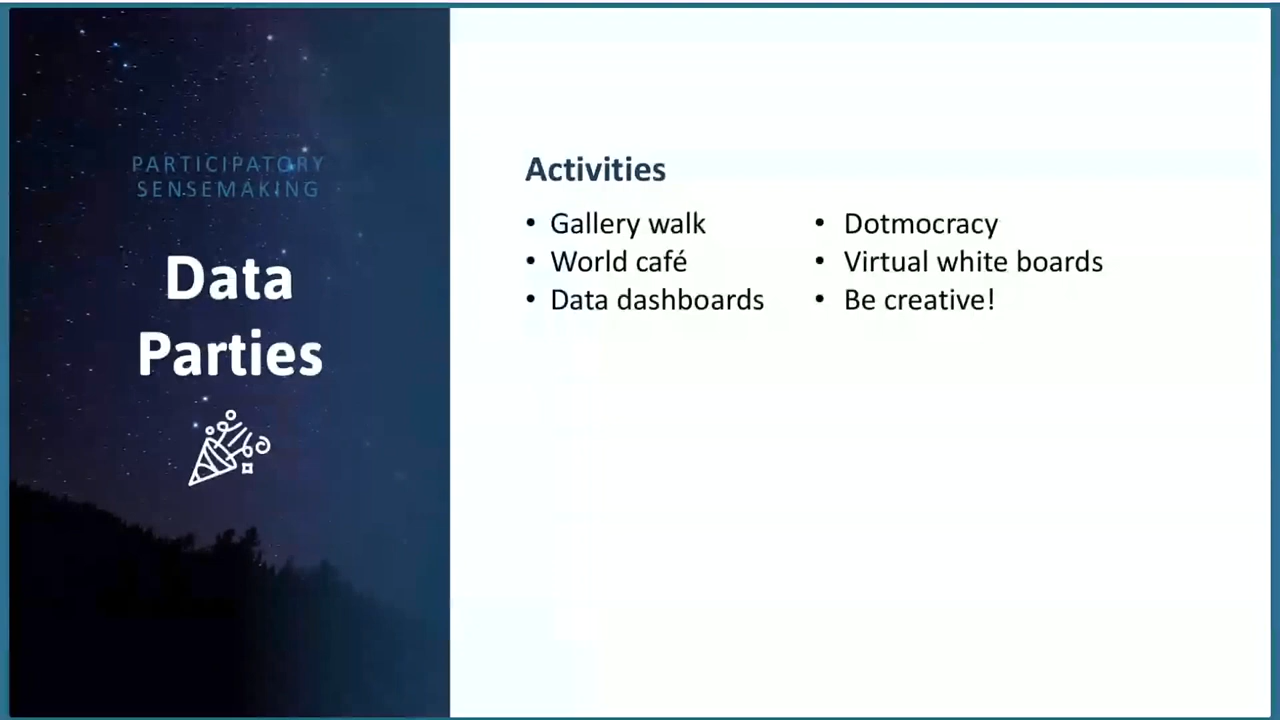 PARTICIPATORY
SENSEMAKING
Data
Parties
Activities
• Gallery walk
• World café
• Data dashboards
• Dotmocracy
• Virtual white boards
• Be creative!